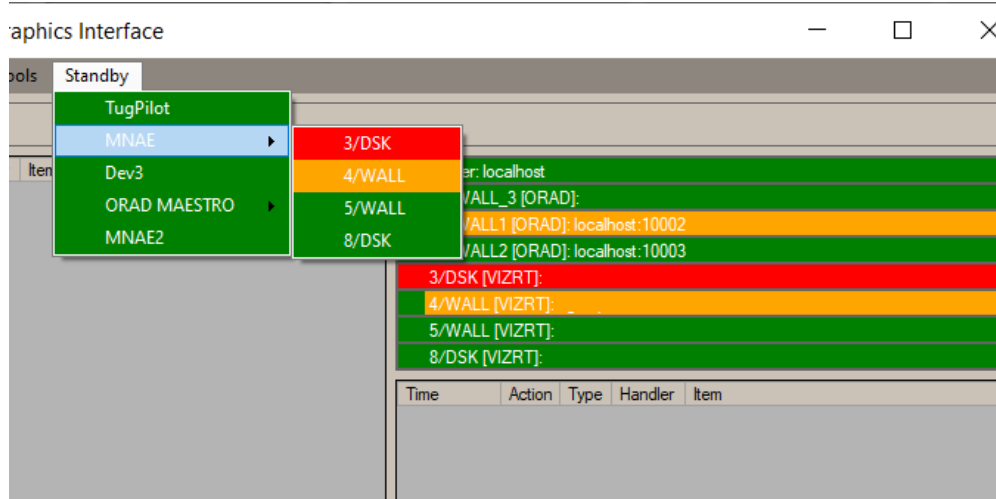 raphics Interface
ools Standby
TugPilot
MNAE
Dev3
ORAD MAESTRO
MNAE2
3/DSK
4/WALL
5/WALL
8/DSK
Item
er: localhost
WALL_3 [ORAD]:
WALL1 [ORAD]: localhost:10002
WALL2 [ORAD]: localhost:10003
3/DSK [VIZRT]:
4/WALL [VIZRT]:
5/WALL [VIZRT]:
8/DSK [VIZRT]:
Time Action Type Handler Item